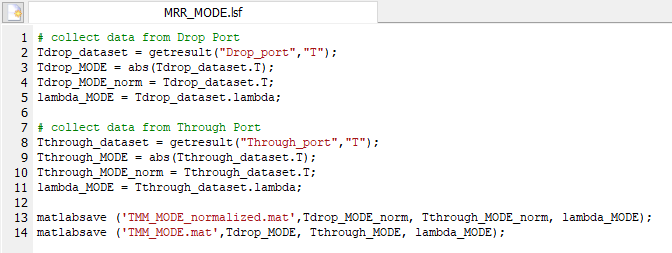 MRR_MODE.lsf
1 # collect data from Drop Port
2 Tdrop_dataset = getresult("Drop_port","T");
3 Tdrop_MODE = abs(Tdrop_dataset.T);
4 Tdrop_MODE_norm = Tdrop_dataset.T;
5 lambda_MODE = Tdrop_dataset.lambda;
6
7 # collect data from Through Port
8 Tthrough_dataset = getresult("Through_port","T");
9 Tthrough_MODE = abs(Tthrough_dataset.T);
10 Tthrough_MODE_norm = Tthrough_dataset.T;
11 lambda_MODE = Tthrough_dataset.lambda;
12
13 matlabsave ('TMM_MODE_normalized.mat',Tdrop_MODE_norm, Tthrough_MODE_norm, lambda_MODE);
14 matlabsave ('TMM_MODE.mat',Tdrop_MODE, Tthrough_MODE, lambda_MODE);